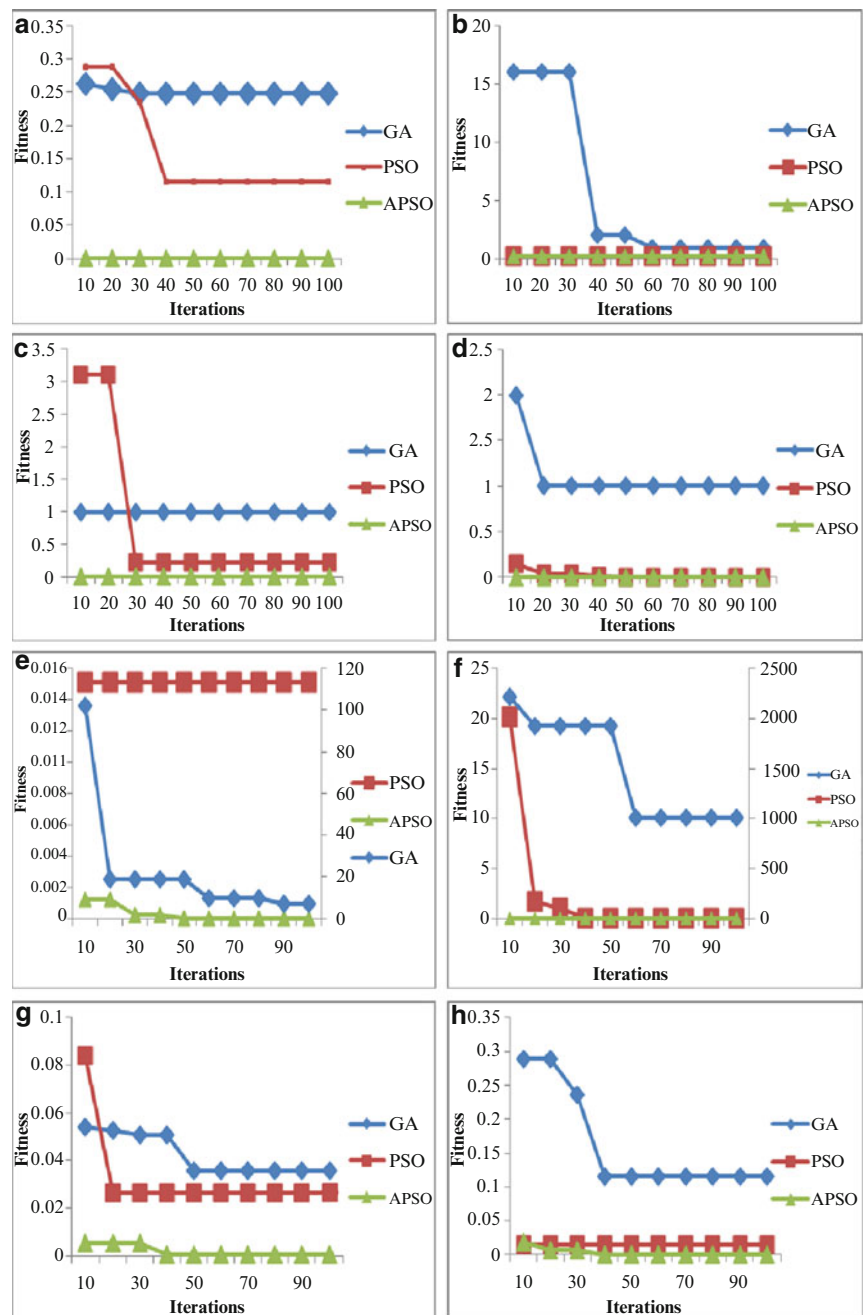 a
0.35
0.3
0.25
0.2
0.15
0.1
0.05
0
Fitness
10 20 30 40 50 60 70 80 90 100
Iterations
GA
PSO
APSO
b
20
15
10
5
0
Fitness
10 20 30 40 50 60 70 80 90 100
Iterations
GA
PSO
APSO
c
3.5
3
2.5
2
1.5
1
0.5
0
Fitness
10 20 30 40 50 60 70 80 90 100
Iterations
GA
PSO
APSO
d
2.5
2
2.5
1
0.5
0
Fitness
10 20 30 40 50 60 70 80 90 100
Iterations
GA
PSO
APSO
e
0.016
0.014
0.012
0.011
0.008
0.006
0.004
0.002
0
Fitness
120
100
80
60
40
20
0
10 30 50 70 90
Iterations
PSO
APSO
GA
f
25
20
15
10
5
0
Fitness
2500
2000
1500
1000
500
0
10 30 50 70 90
Iterations
GA
PSO
APSO
g
0.1
0.08
0.06
0.04
0.02
0
Fitness
10 30 50 70 90
Iterations
GA
PSO
APSO
h
0.35
0.3
0.25
0.2
0.15
0.1
0.05
0
Fitness
10 30 50 70 90
Iterations
GA
PSO
APSO